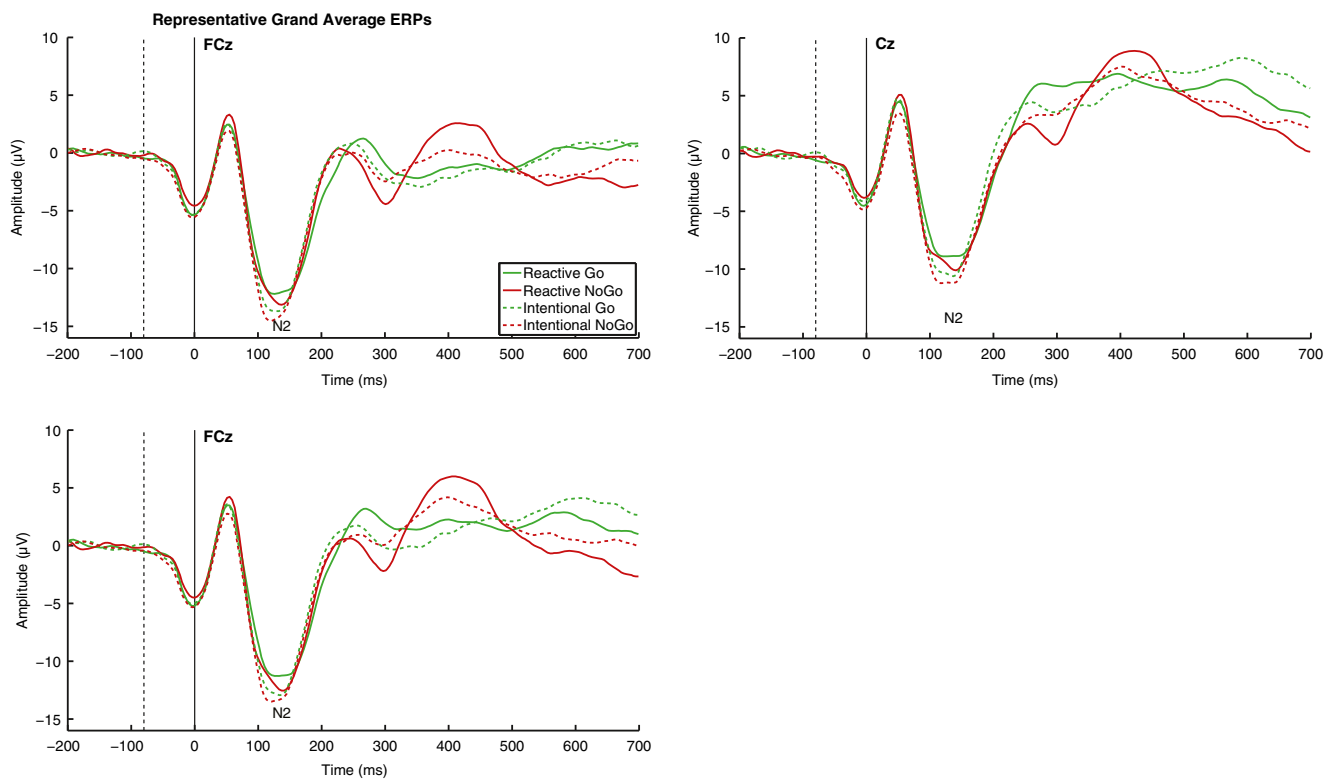 Representative Grand Average ERPs
FCz
10
5
0
−5
−10
−15
Amplitude (µV)
N2
Reactive Go
Reactive NoGo
Intentional Go
Intentional NoGo
−200 −100 0 100 200 300 400 500 600 700
Time (ms)
Cz
10
5
0
−5
−10
−15
Amplitude (µV)
N2
−200 −100 0 100 200 300 400 500 600 700
Time (ms)
FCz
10
5
0
−5
−10
−15
Amplitude (µV)
N2
−200 −100 0 100 200 300 400 500 600 700
Time (ms)